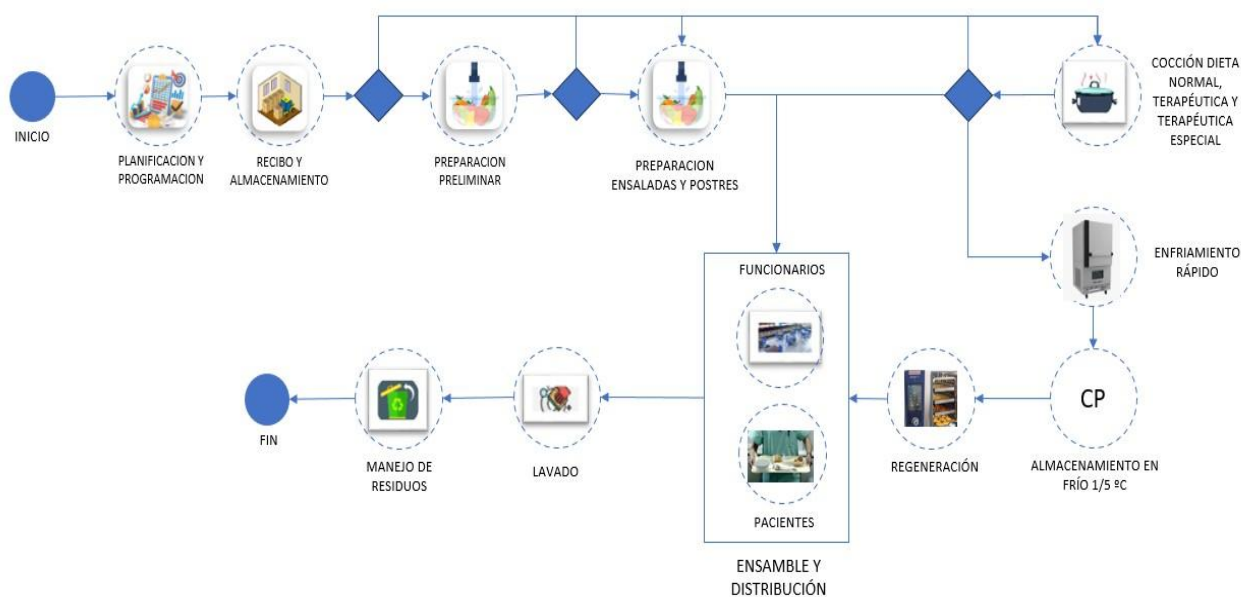 INICIO
PLANIFICACION Y
PROGRAMACION
RECIBO Y
ALMACENAMIENTO
PREPARACION
PRELIMINAR
PREPARACION
ENSALADAS Y POSTRES
COCCIÓN DIETA
NORMAL,
TERAPÉUTICA Y
TERAPÉUTICA
ESPECIAL
ENFRIAMIENTO
RÁPIDO
CP
ALMACENAMIENTO EN
FRÍO 1/5 ºC
REGENERACIÓN
FUNCIONARIOS
PACIENTES
ENSAMBLE Y
DISTRIBUCIÓN
LAVADO
MANEJO DE
RESIDUOS
FIN